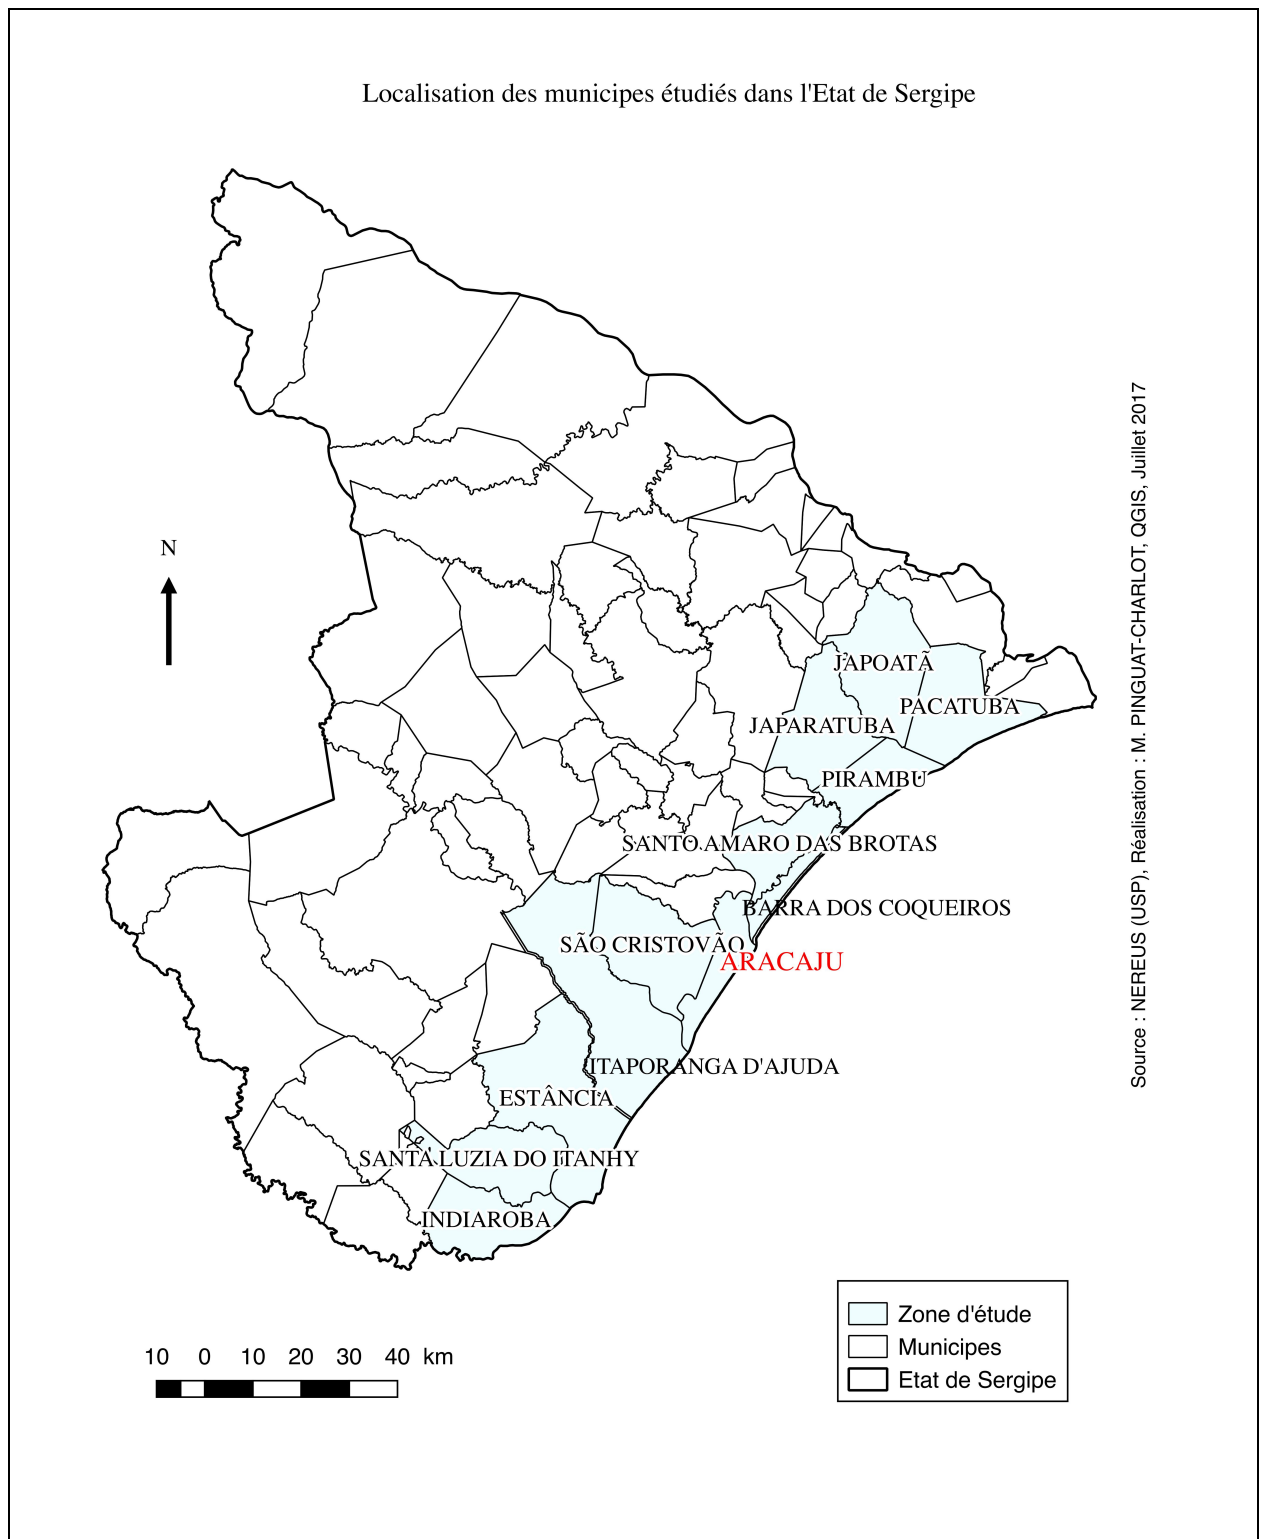 Localisation des municipes étudiés dans l'Etat de Sergipe
Source : NEREUS (USP), Réalisation : M. PINGUAT-CHARLOT, QGIS, Juillet 2017
N
JAPOATÃ
PACATUBA
JAPARATUBA
PIRAMBU
SANTO AMARO DAS BROTAS
BARRA DOS COQUEIROS
SÃO CRISTOVÃO
ARACAJU
ITAPORANGA D'AJUDA
ESTÂNCIA
SANTA LUZIA DO ITANHY
INDIAROBA
10 0 10 20 30 40 km
Zone d'étude
Municipes
Etat de Sergipe